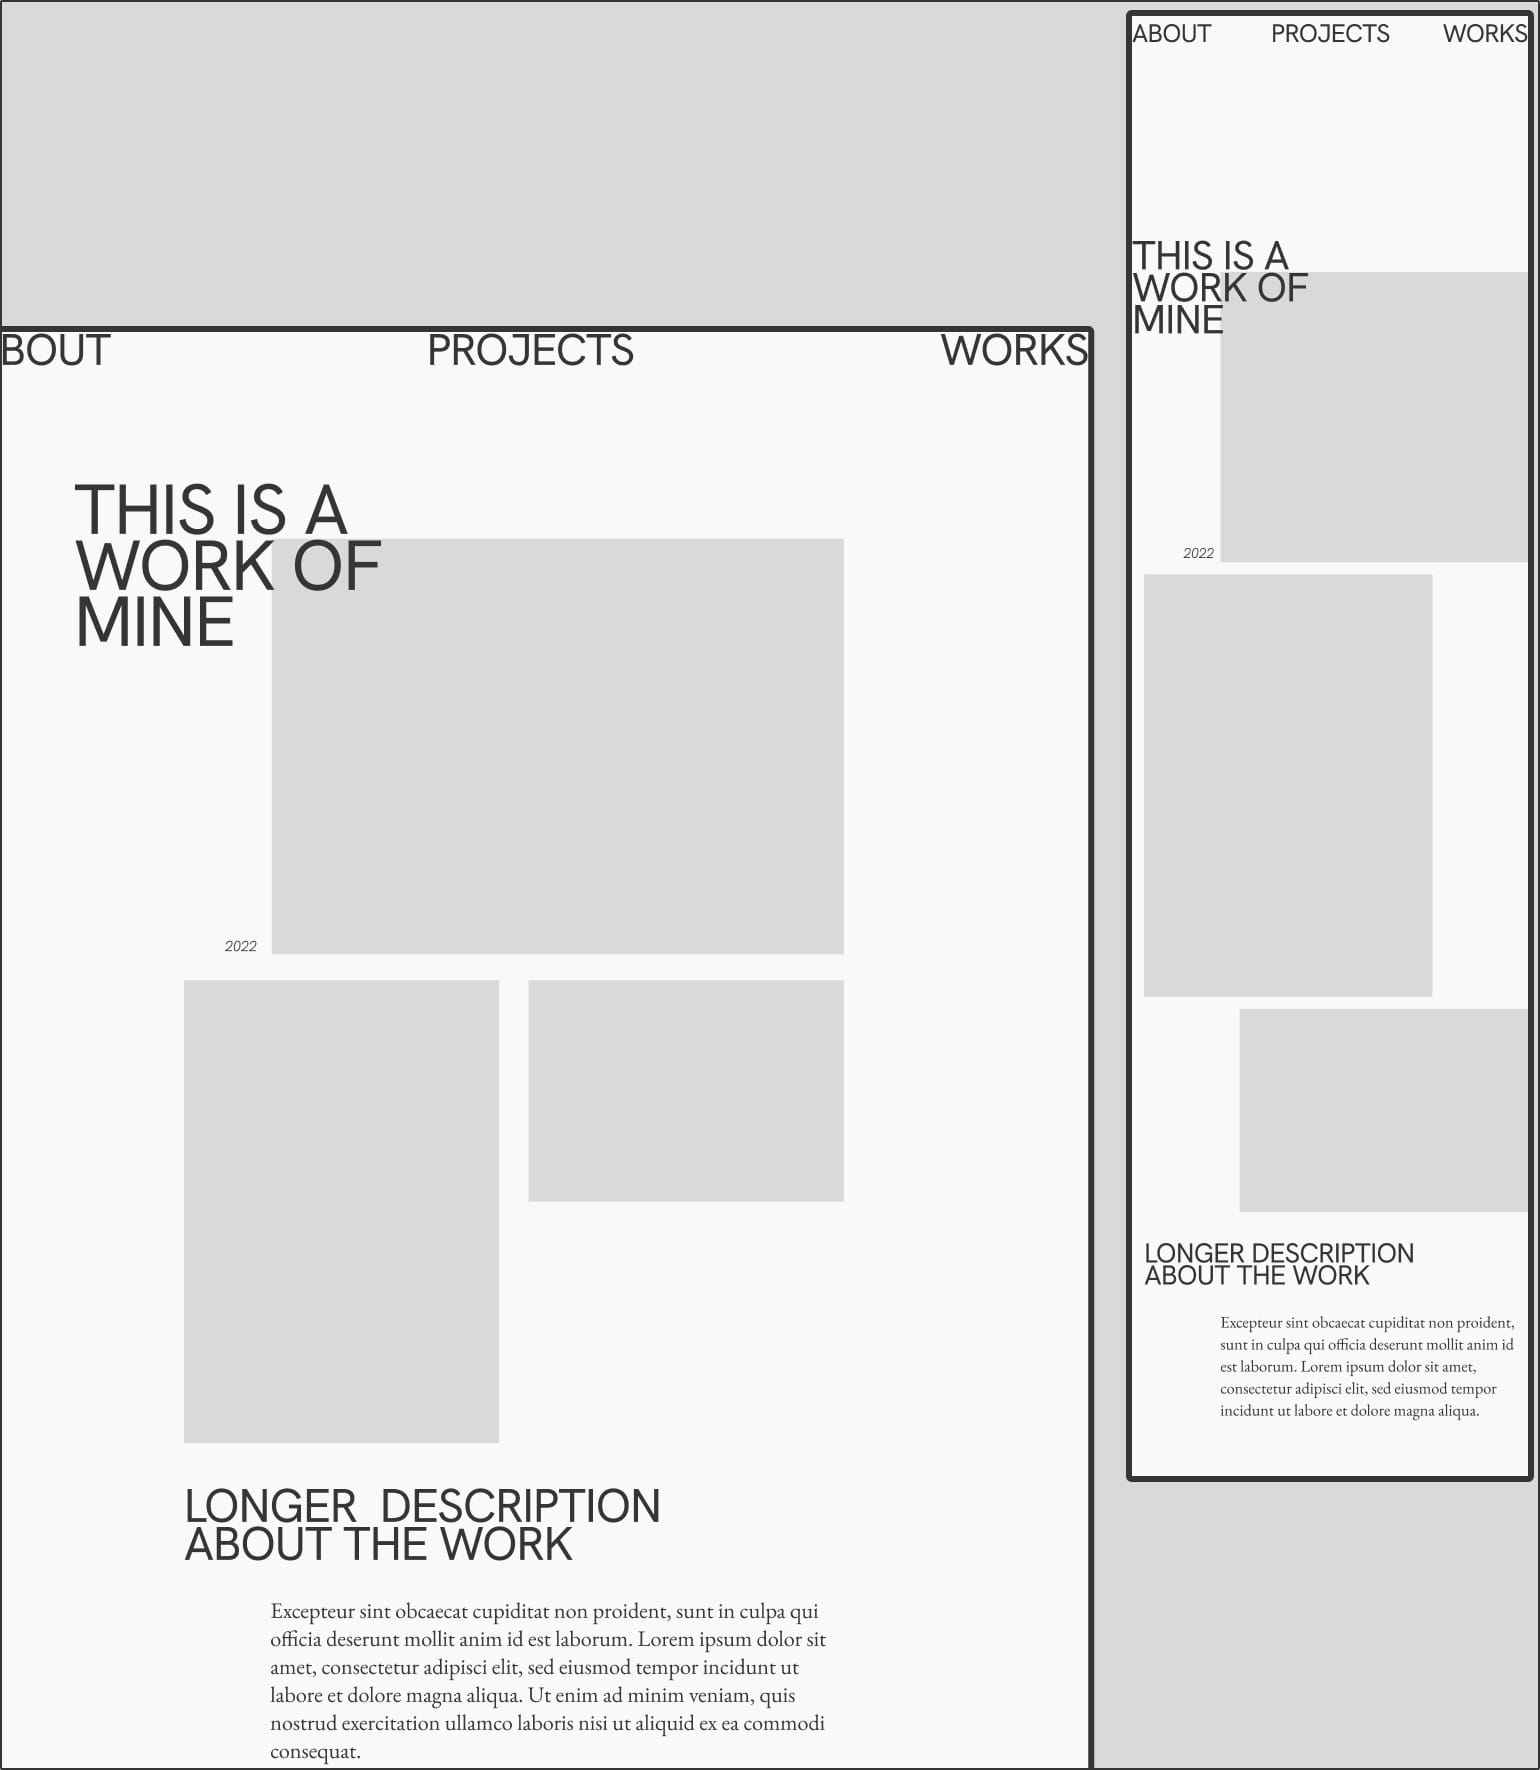 BOUT PROJECTS WORKS
THIS IS A
WORK OF
MINE
2022
LONGER DESCRIPTION
ABOUT THE WORK
Excepteur sint obcaecat cupiditat non proident, sunt in culpa qui
officia deserunt mollit anim id est laborum. Lorem ipsum dolor sit
amet, consectetur adipisci elit, sed eiusmod tempor incidunt ut
labore et dolore magna aliqua. Ut enim ad minim veniam, quis
nostrud exercitation ullamco laboris nisi ut aliquid ex ea commodi
consequat.
ABOUT PROJECTS WORKS
THIS IS A
WORK OF
MINE
2022
LONGER DESCRIPTION
ABOUT THE WORK
Excepteur sint obcaecat cupiditat non proident,
sunt in culpa qui officia deserunt mollit anim id
est laborum. Lorem ipsum dolor sit amet,
consectetur adipisci elit, sed eiusmod tempor
incidunt ut labore et dolore magna aliqua.